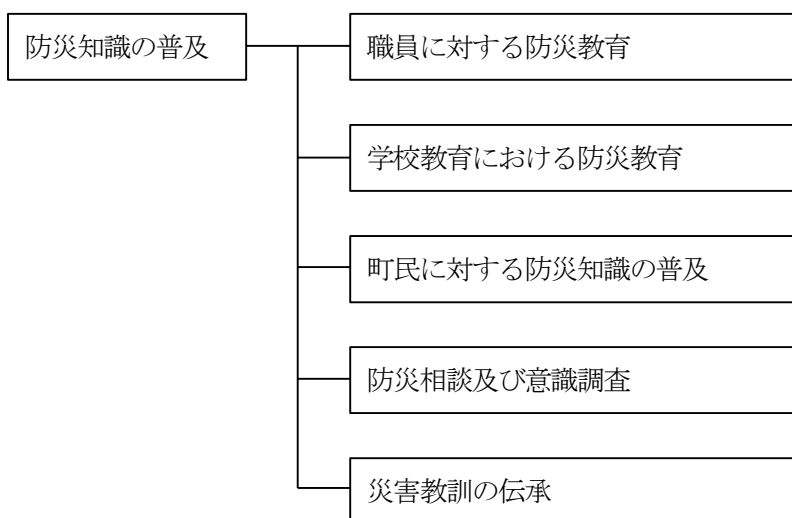 防災知識の普及
職員に対する防災教育
学校教育における防災教育
町民に対する防災知識の普及
防災相談及び意識調査
災害教訓の伝承